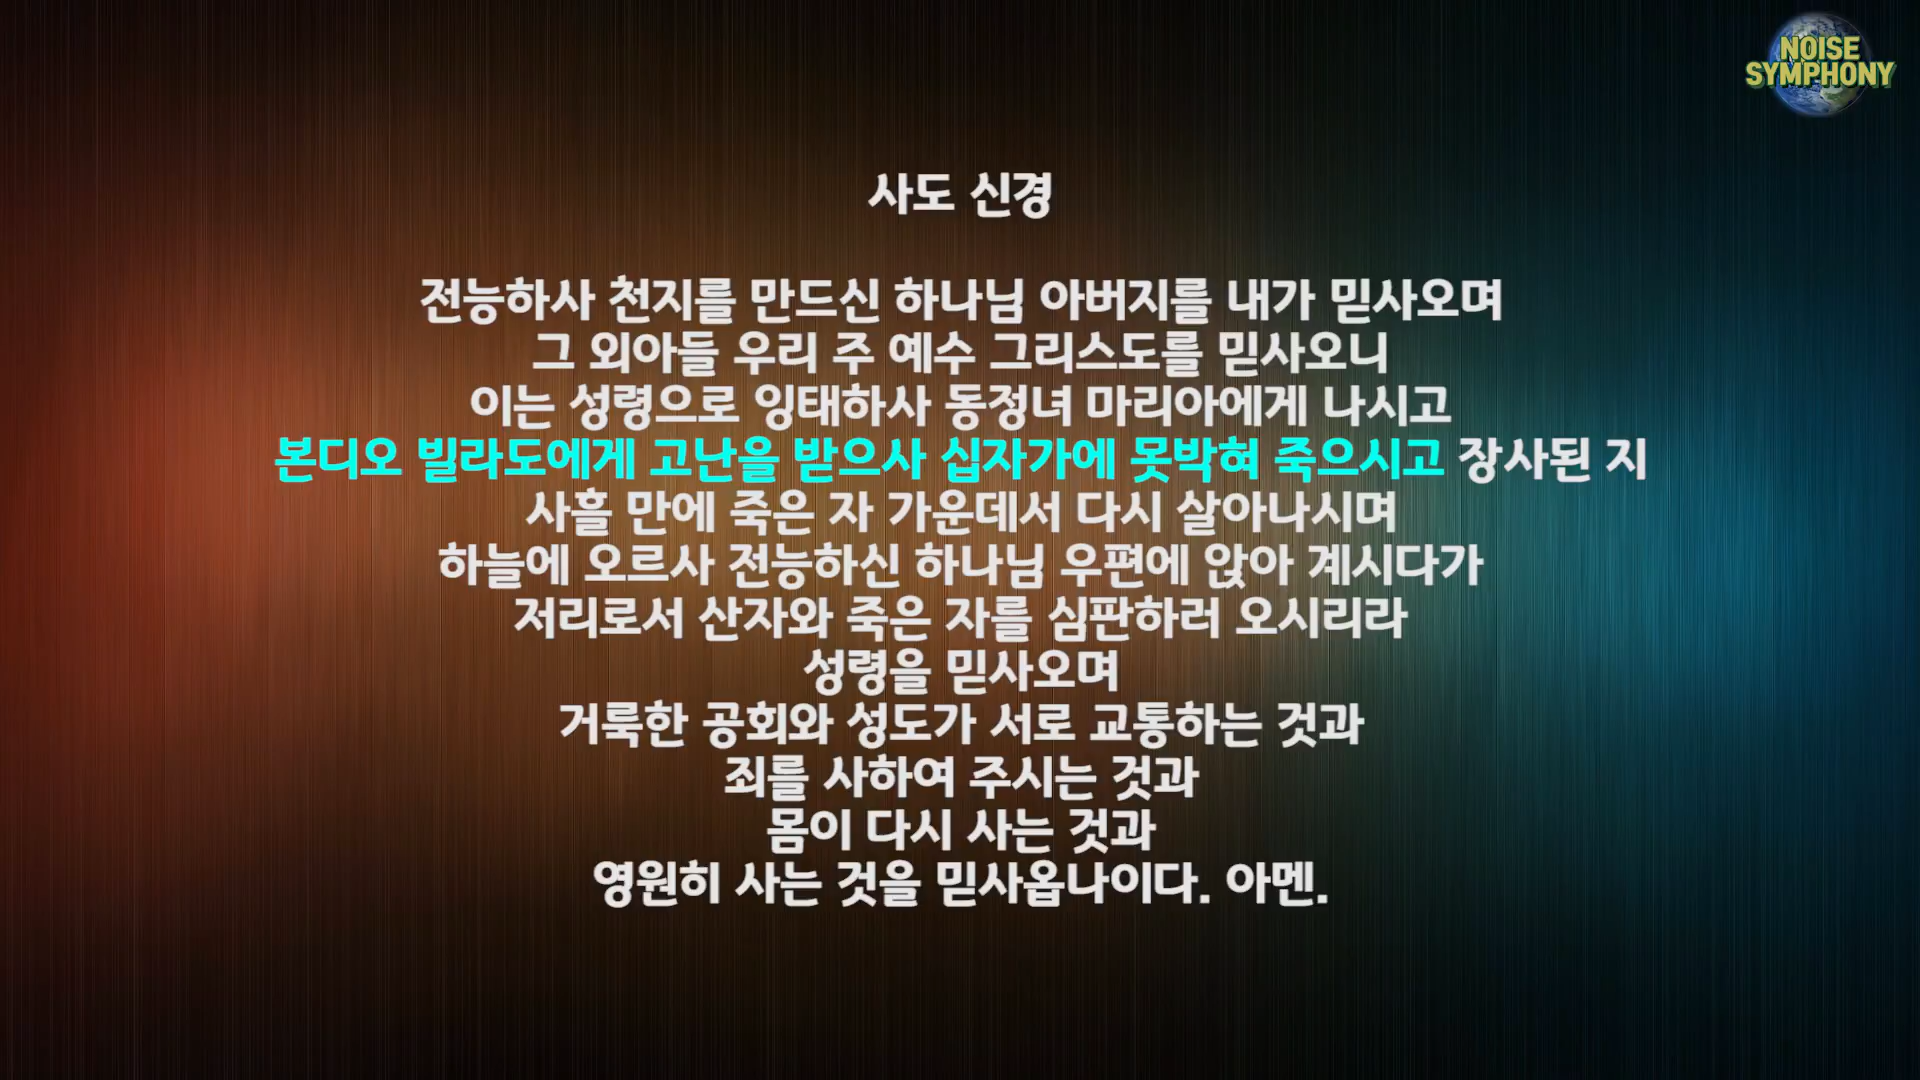 NOISE
SYMPHONY
사도 신경
전능하사 천지를 만드신 하나님 아버지를 내가 믿사오며
그 외아들 우리 주 예수 그리스도를 믿사오니
이는 성령으로 잉태하사 동정녀 마리아에게 나시고
본디오 빌라도에게 고난을 받으사 십자가에 못박혀 죽으시고 장사된 지
사흘 만에 죽은 자 가운데서 다시 살아나시며
하늘에 오르사 전능하신 하나님 우편에 앉아 계시다가
저리로서 산자와 죽은 자를 심판하러 오시리라
성령을 믿사오며
거룩한 공회와 성도가 서로 교통하는 것과
죄를 사하여 주시는 것과
몸이 다시 사는 것과
영원히 사는 것을 믿사옵나이다. 아멘.